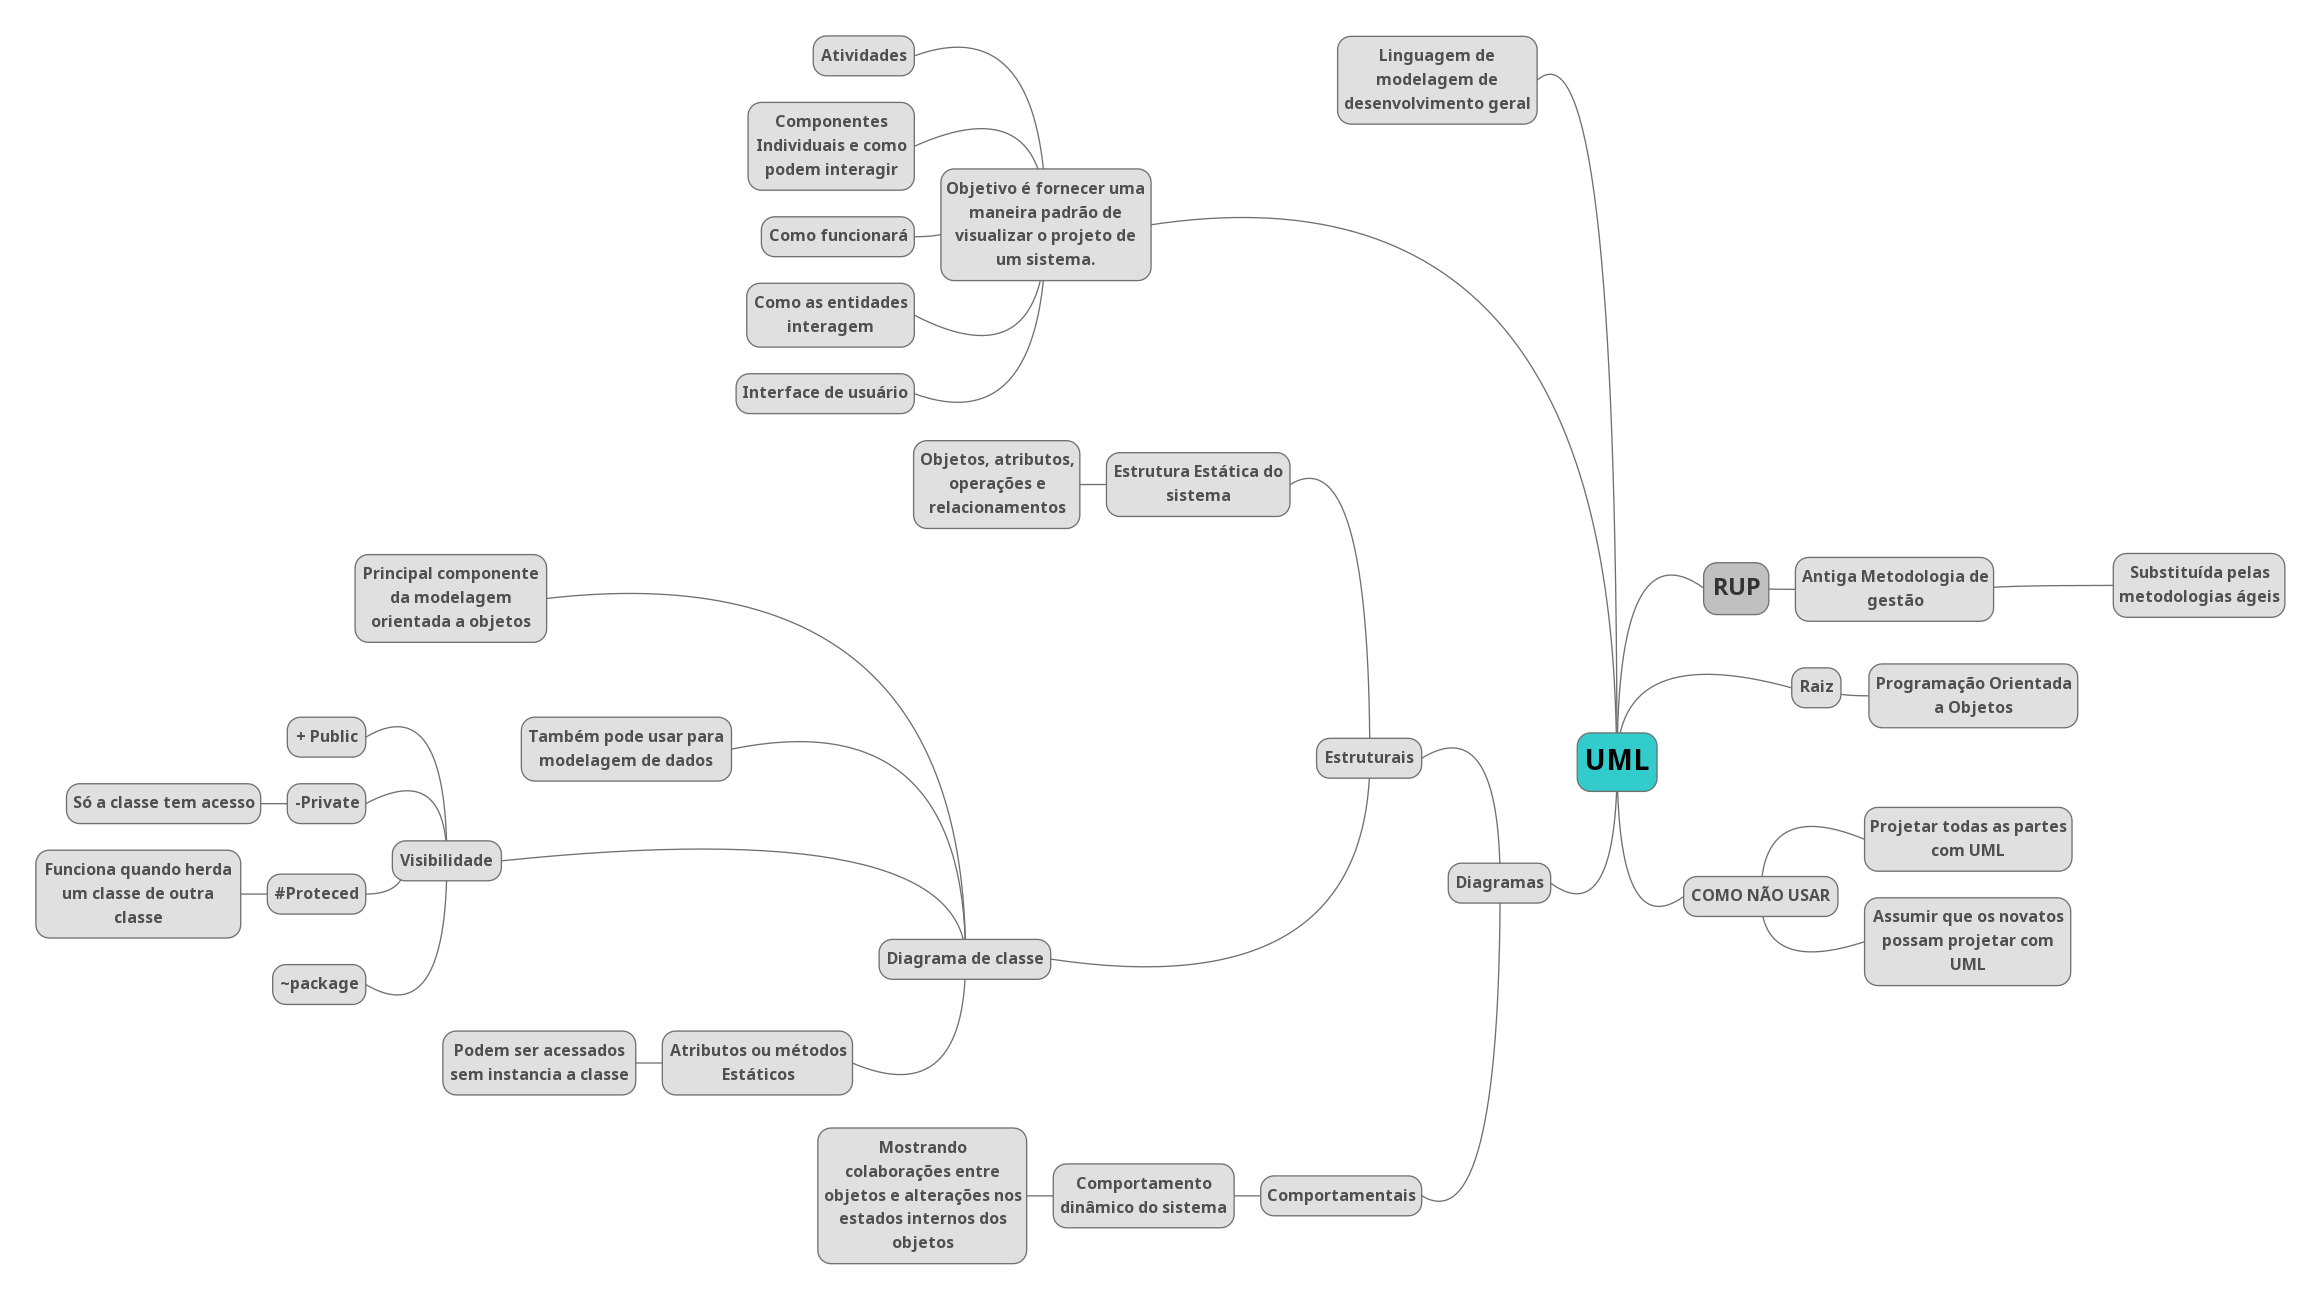 Atividades
Componentes
Individuais e como
podem interagir
Como funcionará
Como as entidades
interagem
Interface de usuário
Objetivo é fornecer uma
maneira padrão de
visualizar o projeto de
um sistema.
Linguagem de
modelagem de
desenvolvimento geral
Objetos, atributos,
operações e
relacionamentos
Estrutura Estática do
sistema
Principal componente
da modelagem
orientada a objetos
Também pode usar para
modelagem de dados
+ Public
Só a classe tem acesso
-Private
Funciona quando herda
um classe de outra
classe
#Proteced
~package
Visibilidade
Diagrama de classe
Podem ser acessados
sem instancia a classe
Atributos ou métodos
Estáticos
Estruturais
Diagramas
Mostrando
colaborações entre
objetos e alterações nos
estados internos dos
objetos
Comportamento
dinâmico do sistema
Comportamentais
UML
RUP
Antiga Metodologia de
gestão
Substituída pelas
metodologias ágeis
Raiz
Programação Orientada
a Objetos
COMO NÃO USAR
Projetar todas as partes
com UML
Assumir que os novatos
possam projetar com
UML